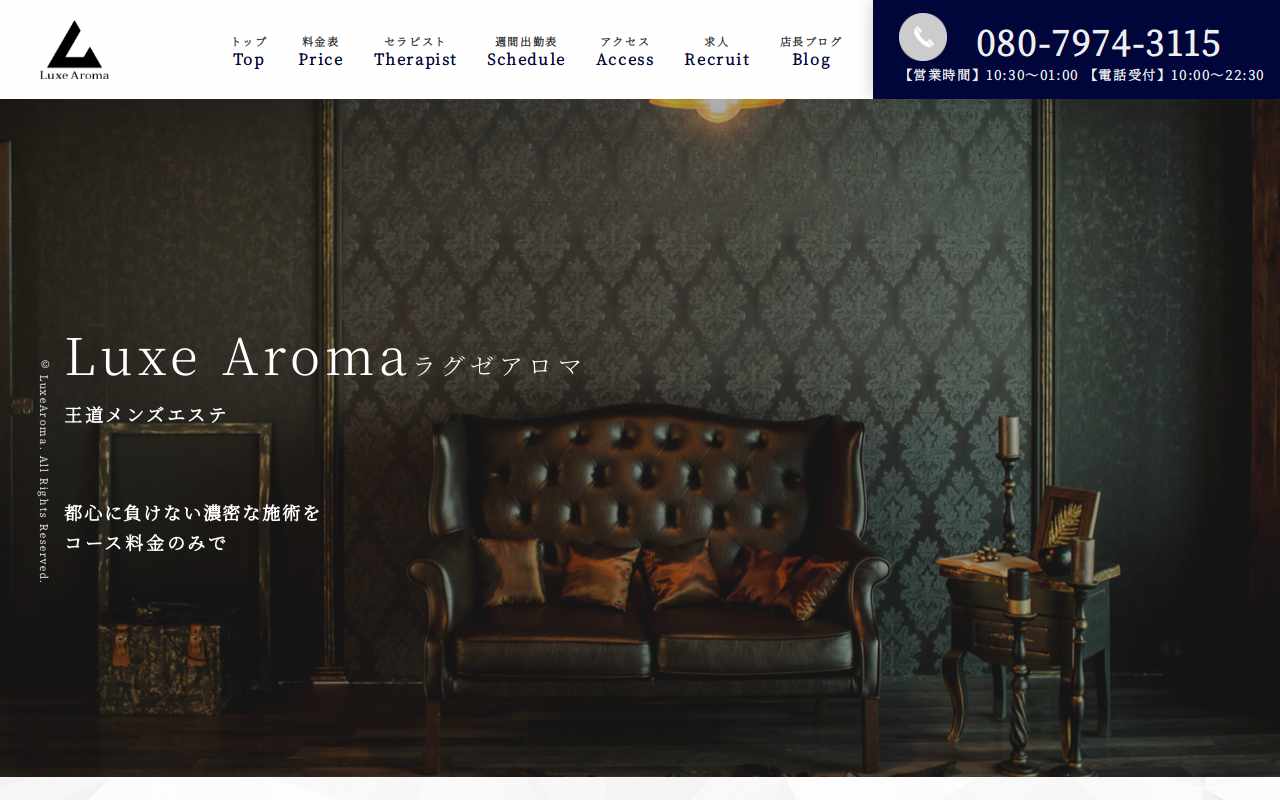 Luxe Aroma
トップ
Top
料金表
Price
セラピスト
Therapist
週間出勤表
Schedule
アクセス
Access
求人
Recruit
店長ブログ
Blog
080-7974-3115
【営業時間】10:30〜01:00 【電話受付】10:00〜22:30
Luxe Aromaラグゼアロマ
王道メンズエステ
都心に負けない濃密な施術を
コース料金のみで
© LuxeAroma . All Rights Reserved.